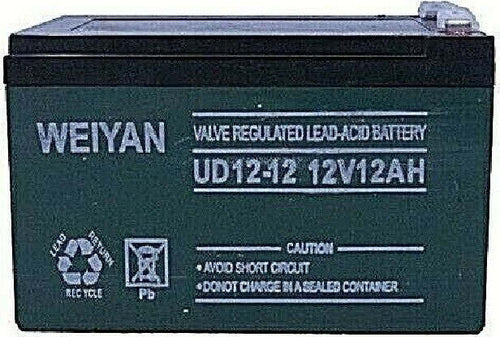 WEIYAN
VALVE REGULATED LEAD-ACID BATTERY
UD12-12 12V12AH
LEAD
RETURN
RECYCLE
Pb
CAUTION
• AVOID SHORT CIRCUIT
• DONOT CHARGE IN A SEALED CONTAINER